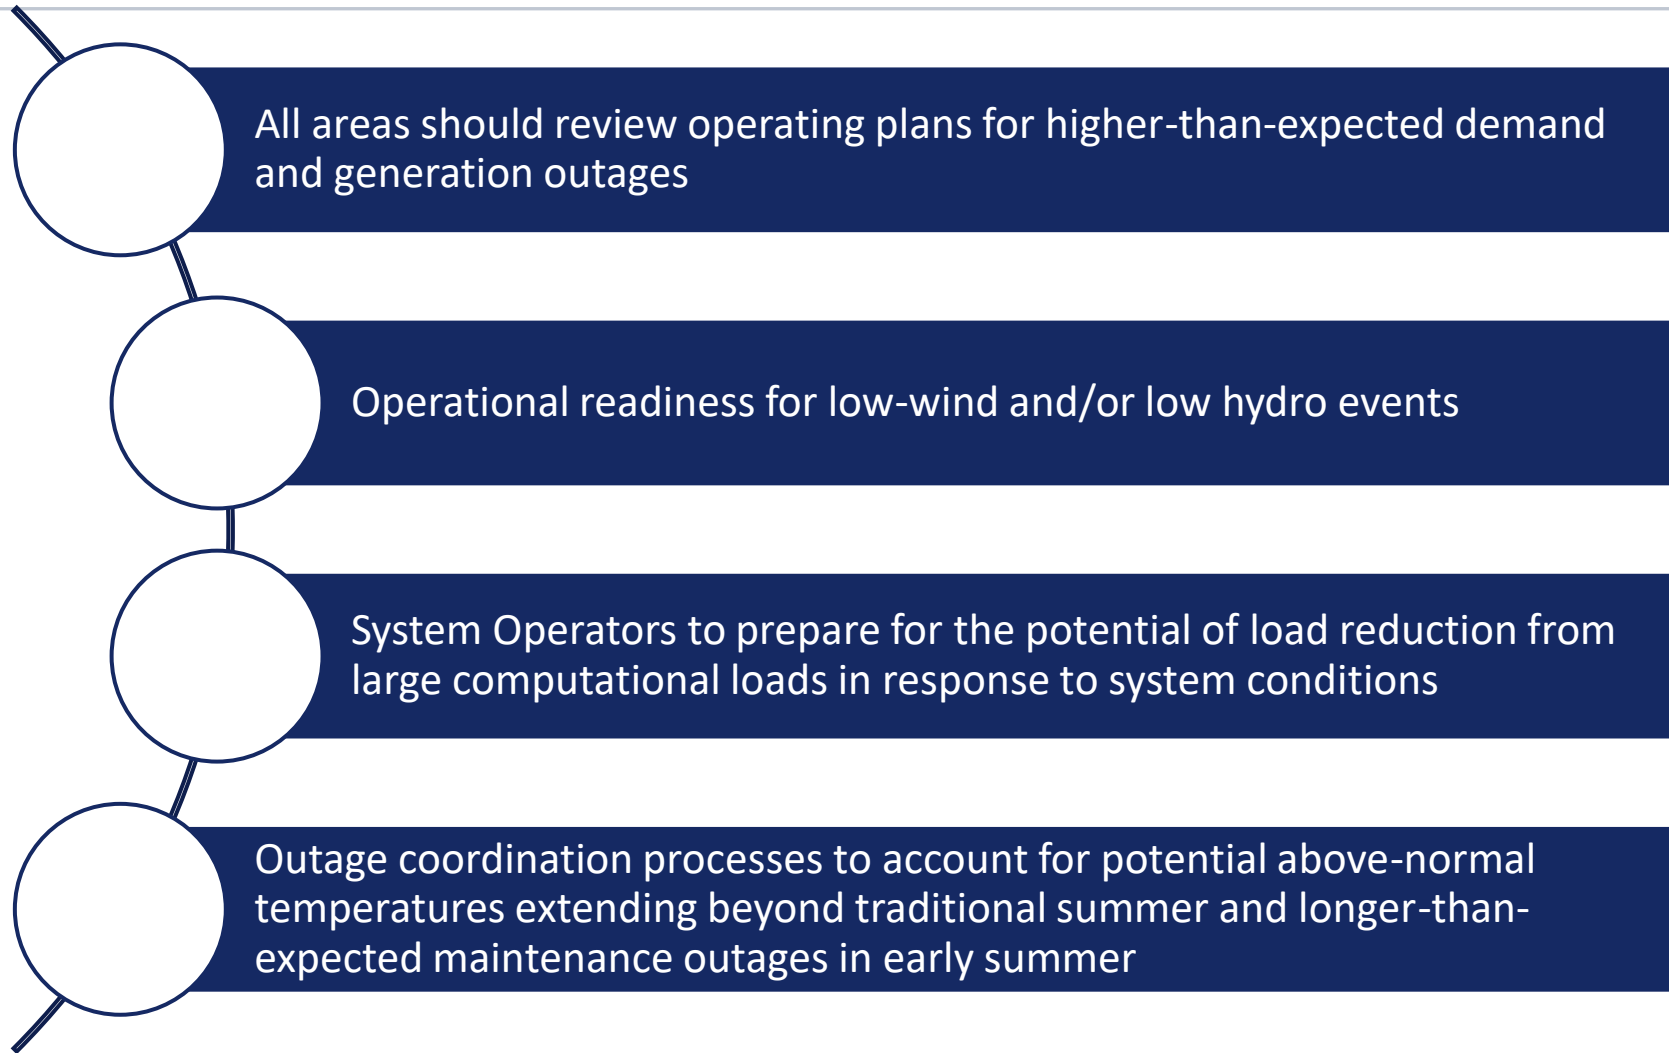 All areas should review operating plans for higher-than-expected demand
and generation outages
Operational readiness for low-wind and/or low hydro events
System Operators to prepare for the potential of load reduction from
large computational loads in response to system conditions
Outage coordination processes to account for potential above-normal
temperatures extending beyond traditional summer and longer-than-
expected maintenance outages in early summer